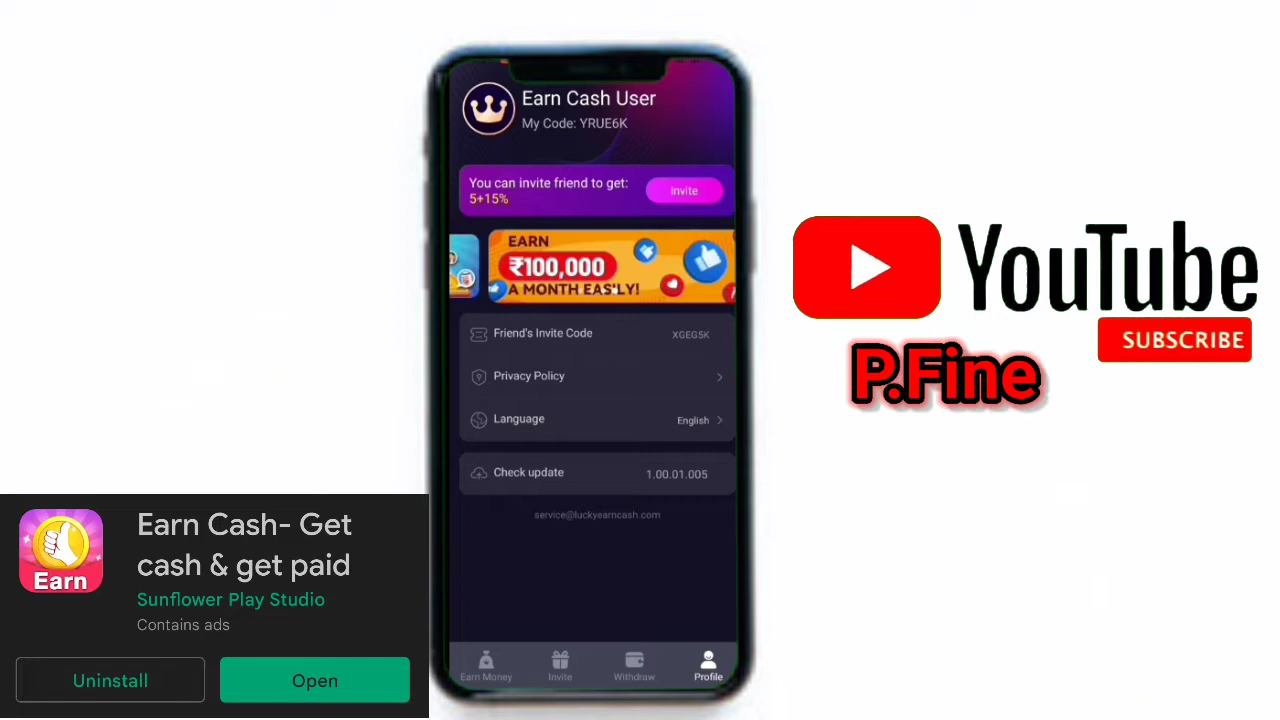 Earn Cash User
My Code: YRUE6K
You can invite friend to get:
5+15%
Invite
EARN
₹100,000
A MONTH EAS'LY!
Friend's Invite Code
XGEG5K
Privacy Policy
Language
English
Check update
1.00.01.005
service@luckyearncash.com
Earn Money
Invite
Withdraw
Profile
YouTube
SUBSCRIBE
P.Fine
Earn
Earn Cash- Get
cash & get paid
Sunflower Play Studio
Contains ads
Uninstall
Open